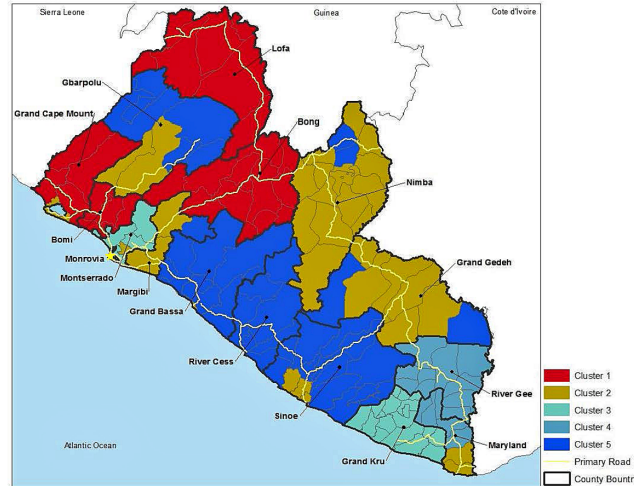 Sierra Leone
Guinea
Cote d'Ivoire
Lofa
Gbarpolu
Grand Cape Mount
Bong
Nimba
Bomi
Monrovia
Montserrado
Margibi
Grand Bassa
Grand Gedeh
River Cess
Sinoe
River Gee
Maryland
Grand Kru
Atlantic Ocean
Cluster 1
Cluster 2
Cluster 3
Cluster 4
Cluster 5
Primary Road
County Bountr